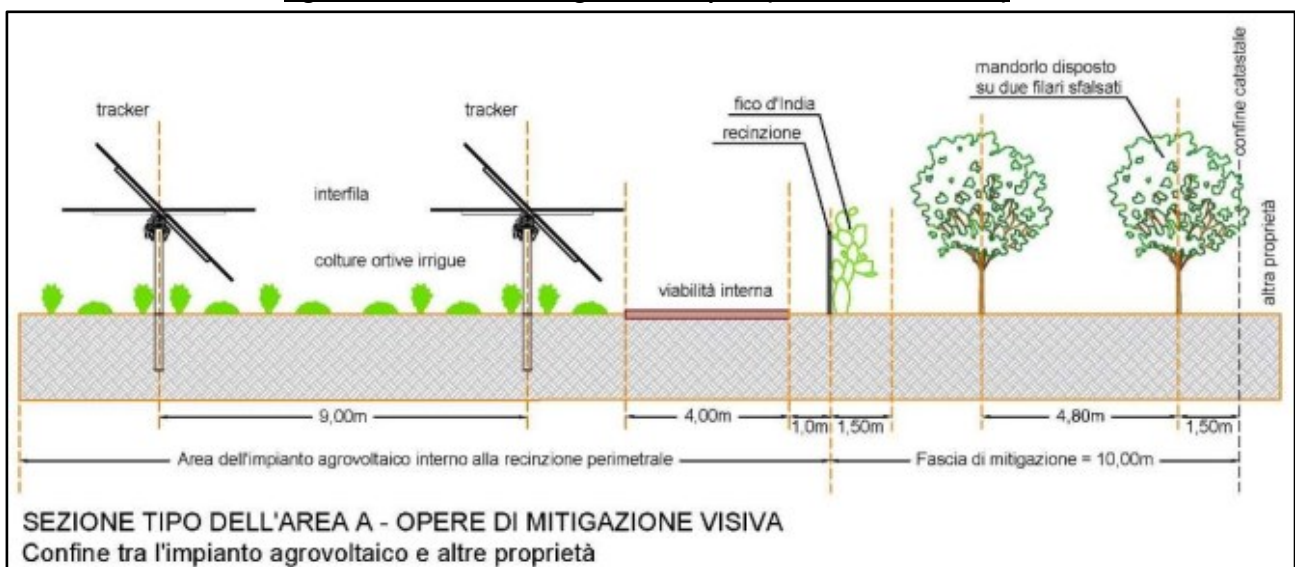 tracker
tracker
interfila
colture ortive irrigue
viabilità interna
fico d'India
recinzione
mandorlo disposto
su due filari sfalsati
confine catastale
altra proprietà
9,00m
4,00m
1,0m
1,50m
4,80m
1,50m
Area dell'impianto agrovoltaico interno alla recinzione perimetrale
Fascia di mitigazione = 10,00m
SEZIONE TIPO DELL'AREA A - OPERE DI MITIGAZIONE VISIVA
Confine tra l'impianto agrovoltaico e altre proprietà